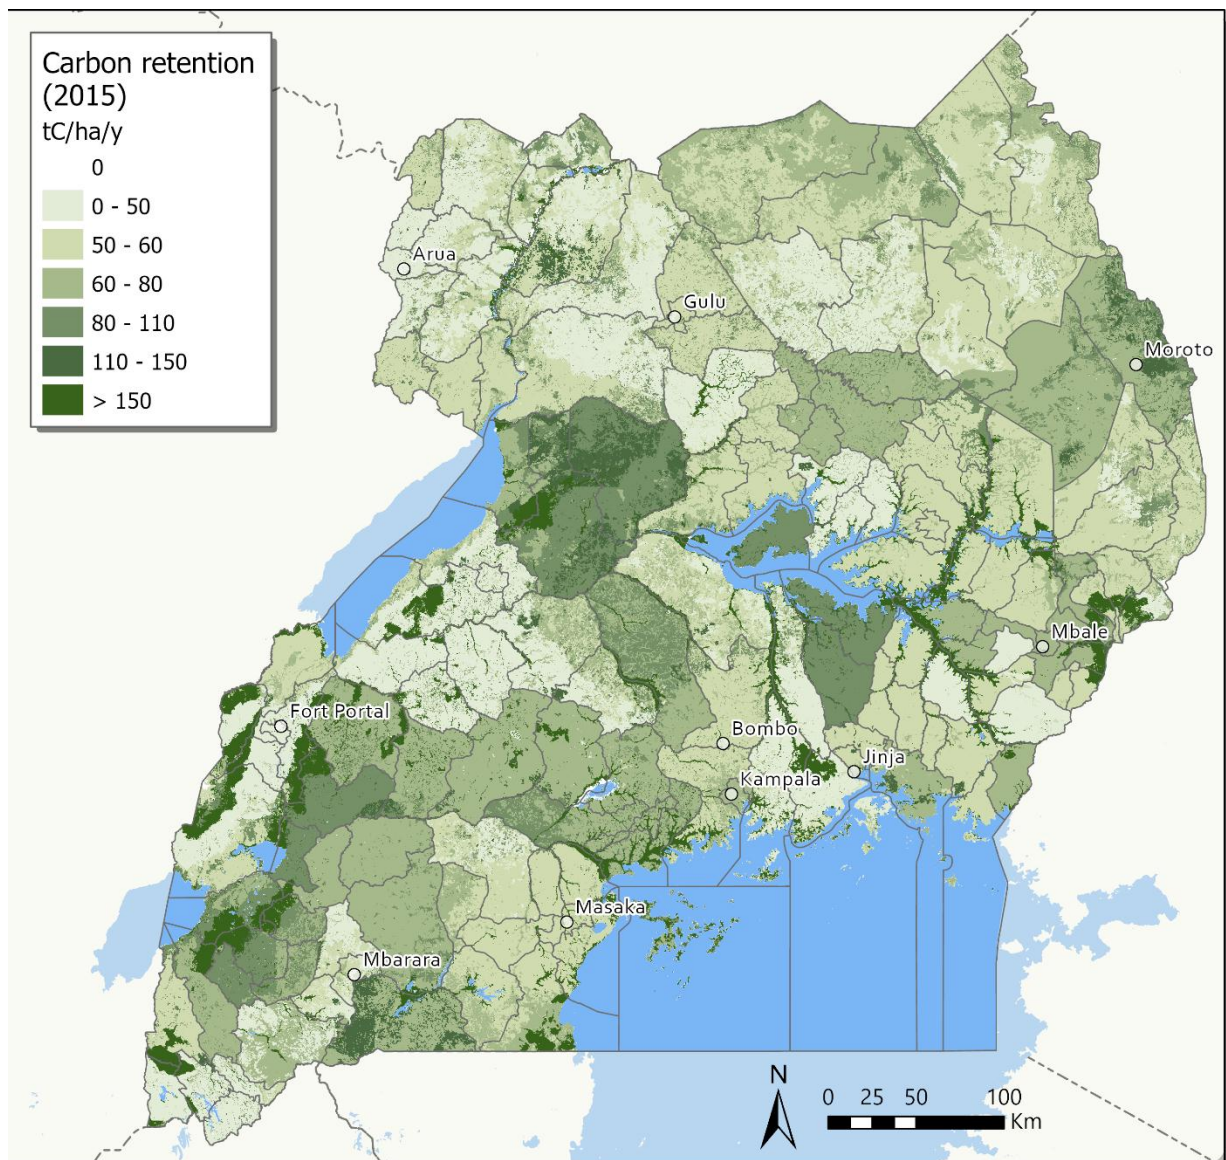 Carbon retention
(2015)
tC/ha/y
0
0 - 50
50 - 60
60 - 80
80 - 110
110 - 150
> 150
Arua
Gulu
Moroto
Mbale
Fort Portal
Bombo
Jinja
Kampala
Masaka
Mbarara
N
0 25 50 100
Km